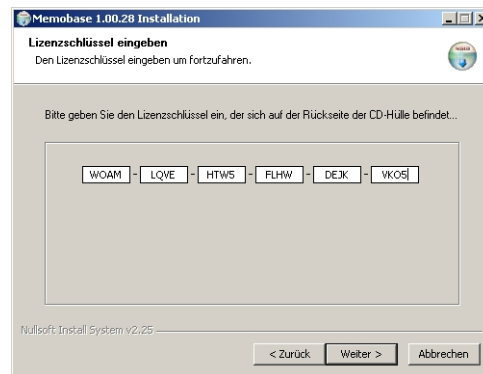 Memobase 1.00.28 Installation
Lizenzschlüssel eingeben
Den Lizenzschlüssel eingeben um fortzufahren.
Bitte geben Sie den Lizenzschlüssel ein, der sich auf der Rückseite der CD-Hülle befindet...
WOAM - LQVE - HTW5 - FLHW - DEJK - VKO5
Nullsoft Install System v2.25
< Zurück Weiter > Abbrechen